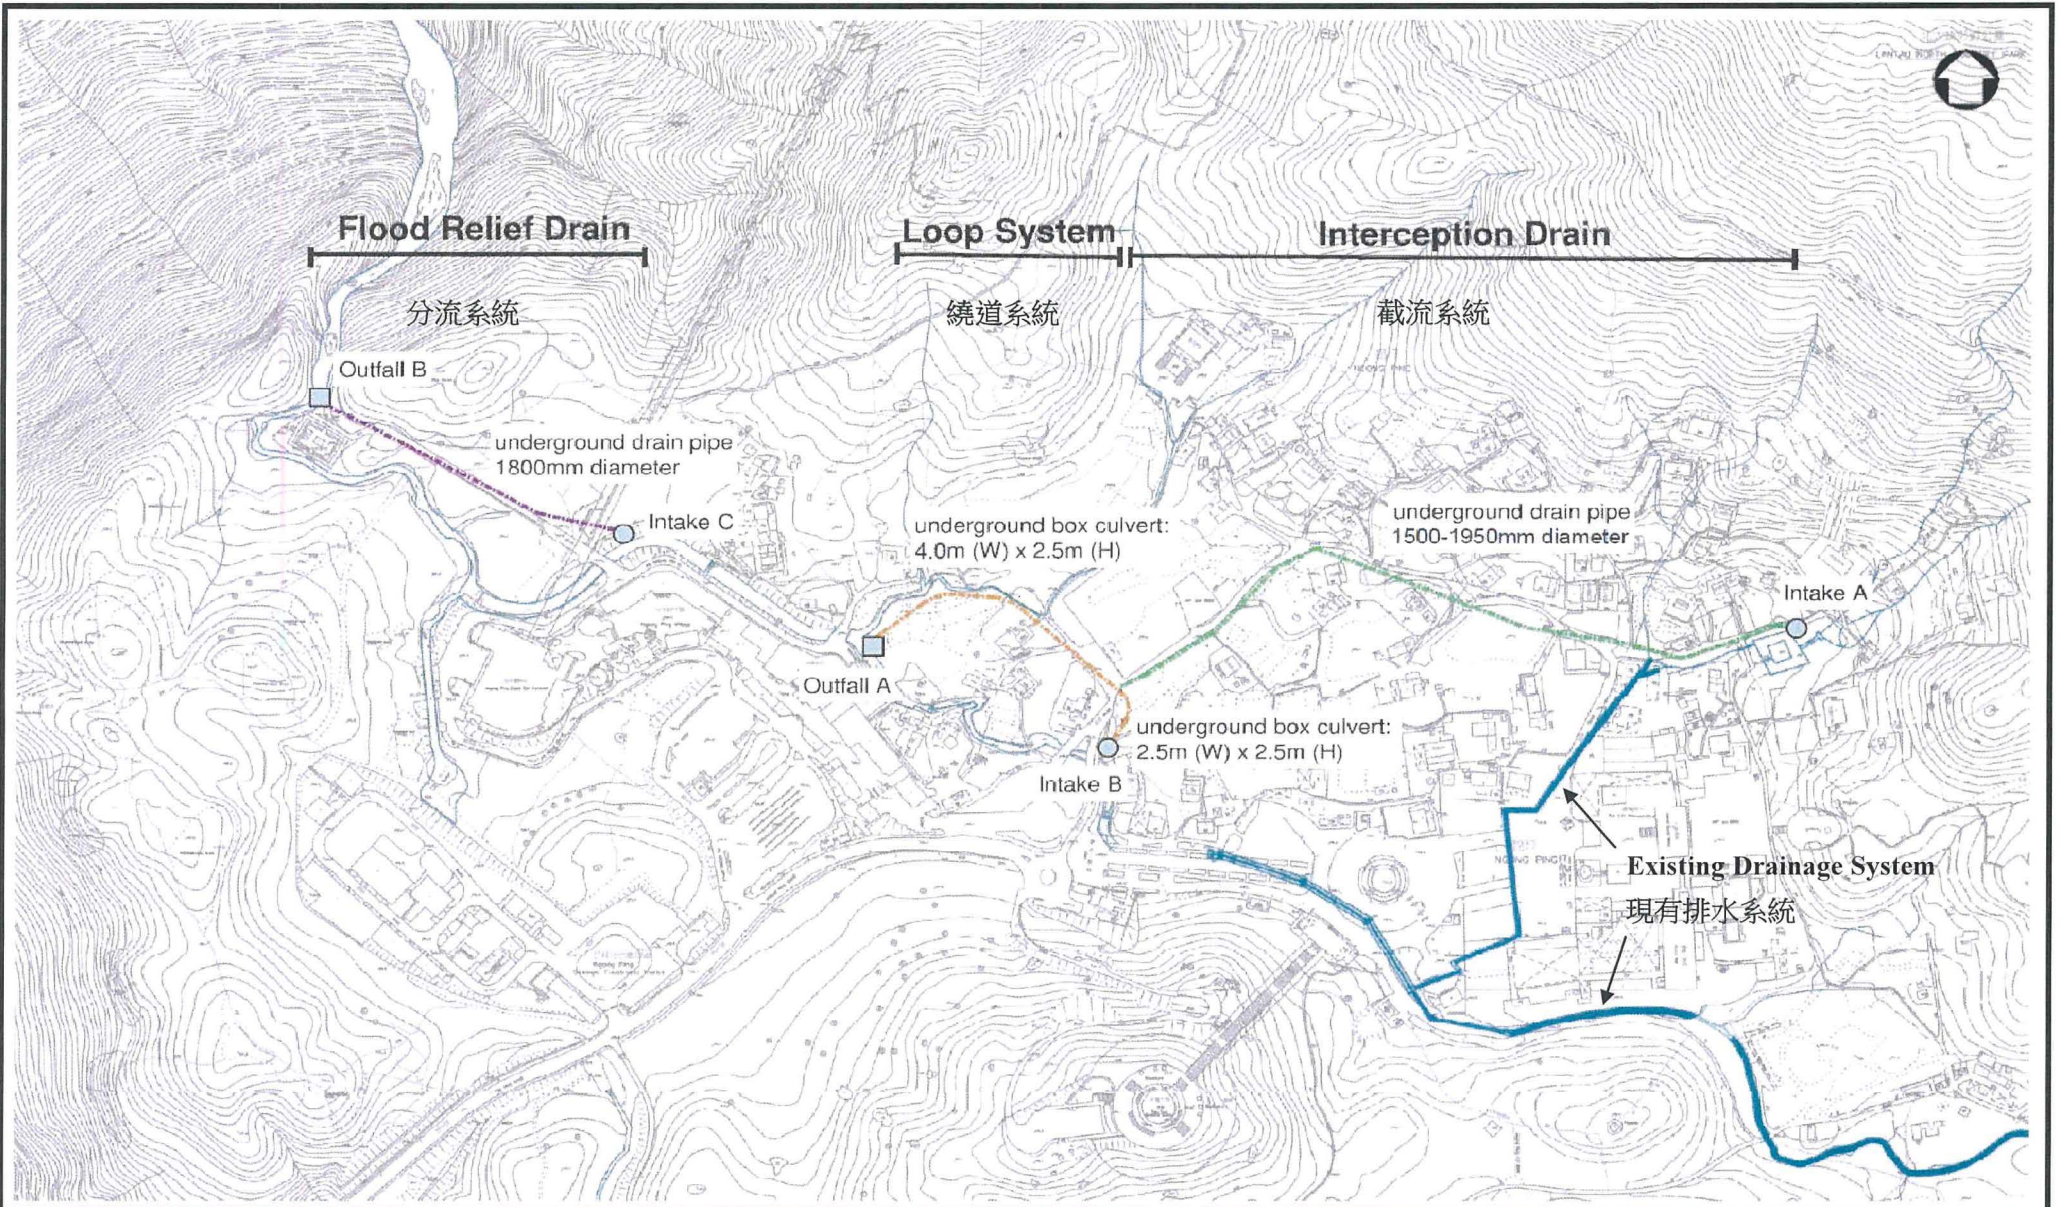 Flood Relief Drain
Loop System
Interception Drain
分流系統
繞道系統
截流系統
Outfall B
underground drain pipe
1800mm diameter
Intake C
underground box culvert:
4.0m (W) x 2.5m (H)
underground drain pipe
1500-1950mm diameter
Intake A
Outfall A
underground box culvert:
2.5m (W) x 2.5m (H)
Intake B
NGONG PING
Existing Drainage System
現有排水系統